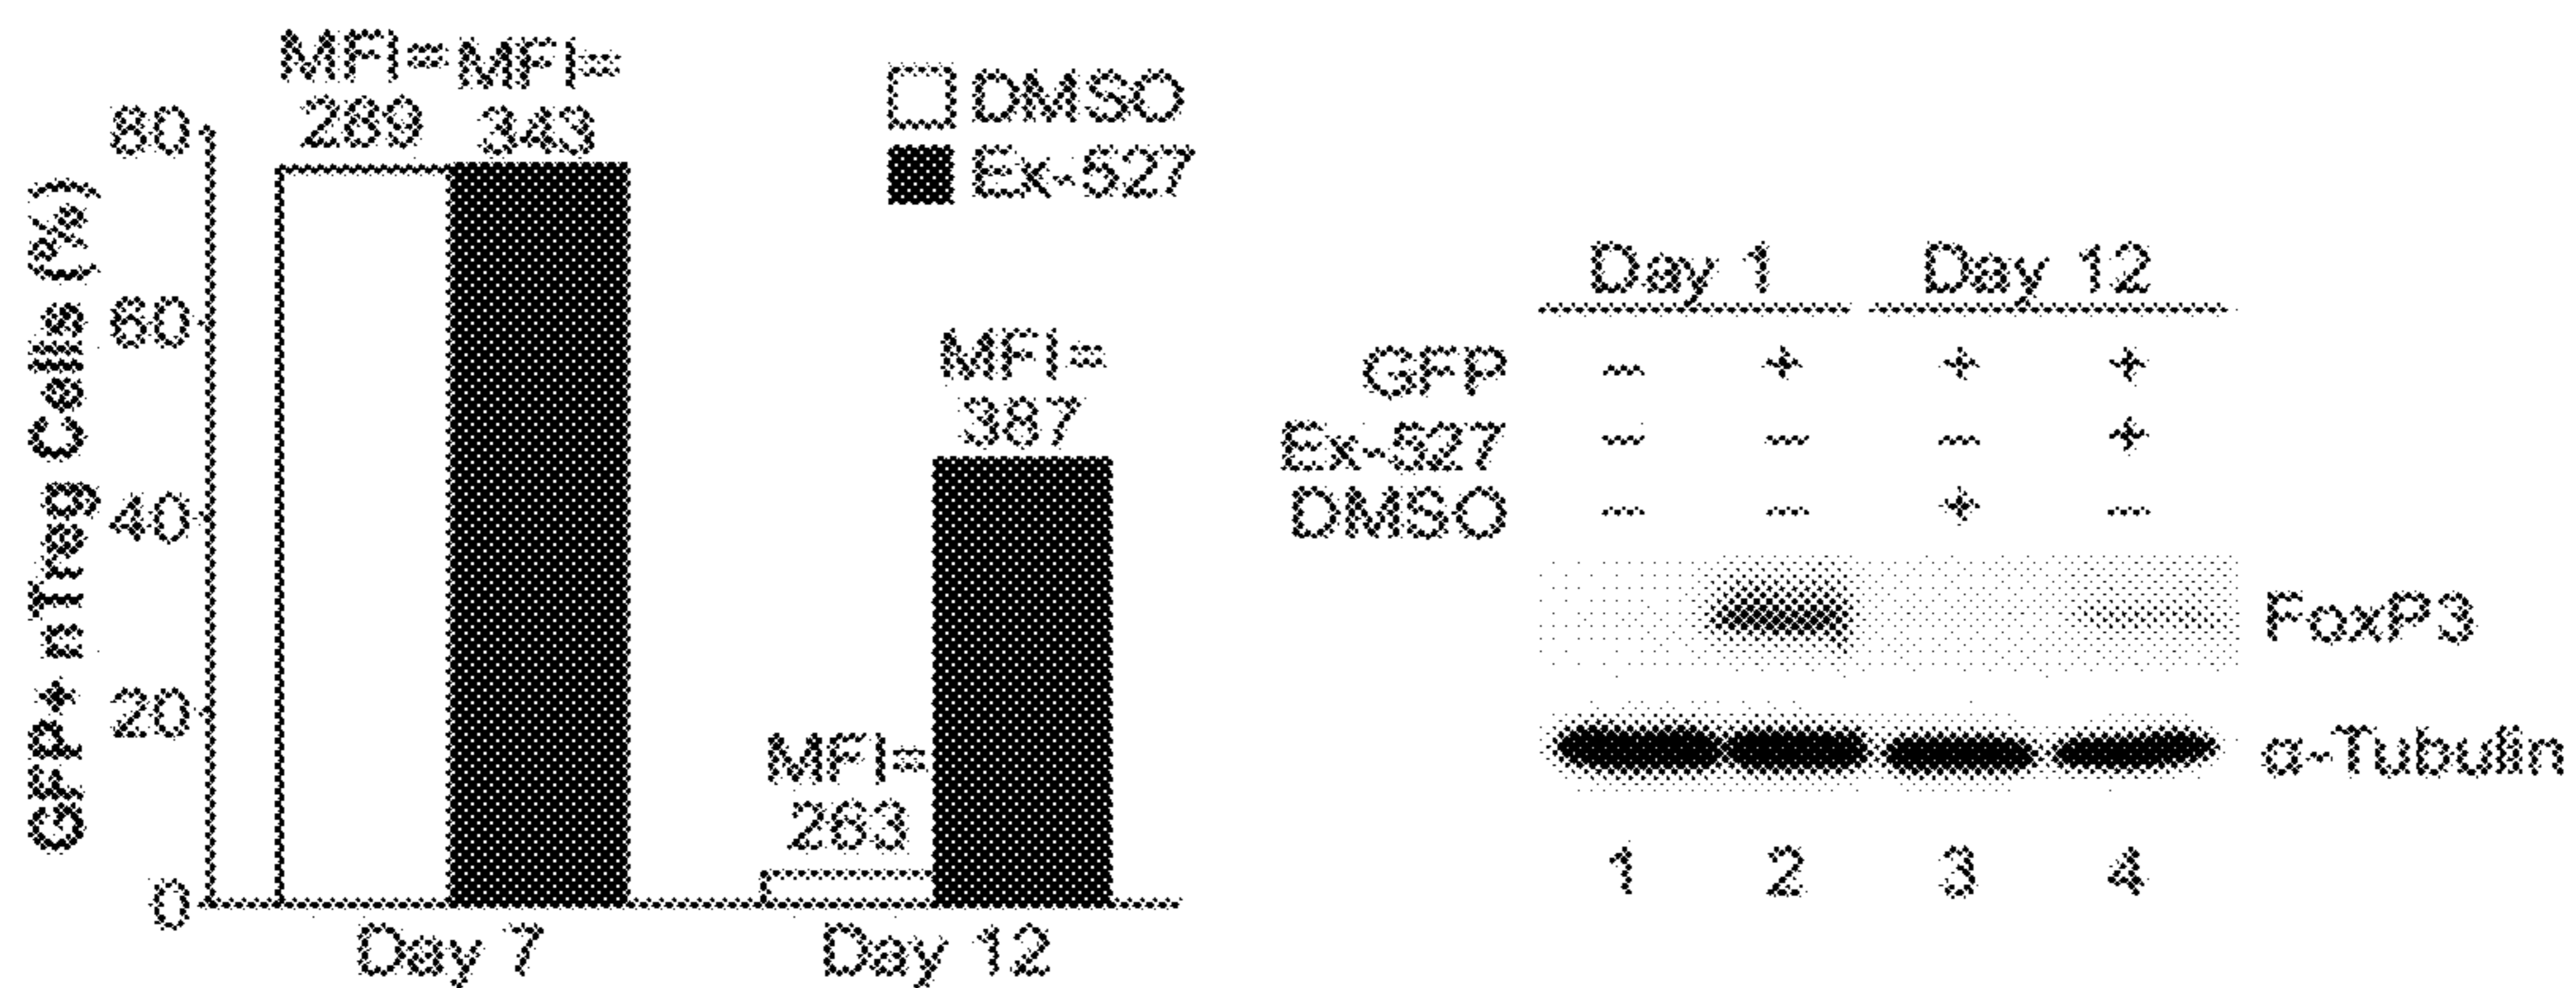 MFI= MFI=
289 343
DMSO
Ex-527
80
60
40
20
0
GFP+ nTreg Cells (%)
MFI=
263
MFI=
387
Day 7
Day 12
Day 1 Day 12
GFP – + + +
Ex-527 – – – +
DMSO – – + –
FoxP3
α-Tubulin
1 2 3 4